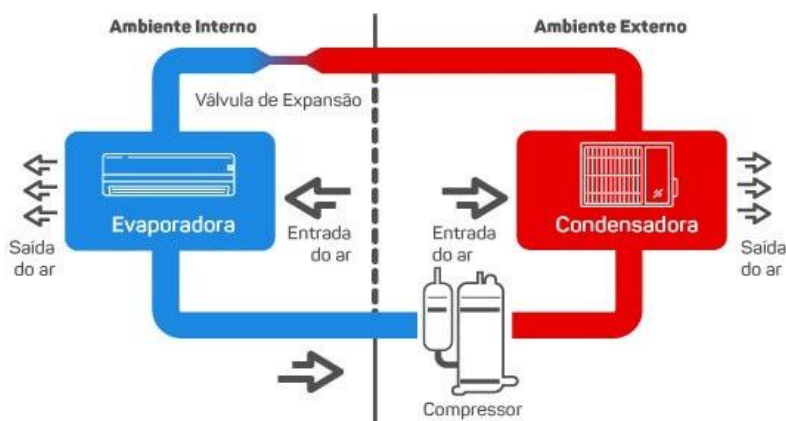 Ambiente Interno
Ambiente Externo
Válvula de Expansão
Evaporadora
Condensadora
Saída
do ar
Entrada
do ar
Entrada
do ar
Saída
do ar
Compressor